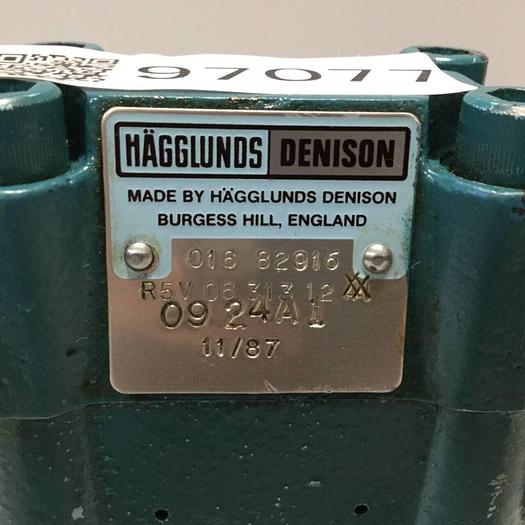 97077
HÄGGLUNDS DENISON
MADE BY HÄGGLUNDS DENISON
BURGESS HILL, ENGLAND
016 82916
R5V 06 313 12 XX
09 24A1
11/87